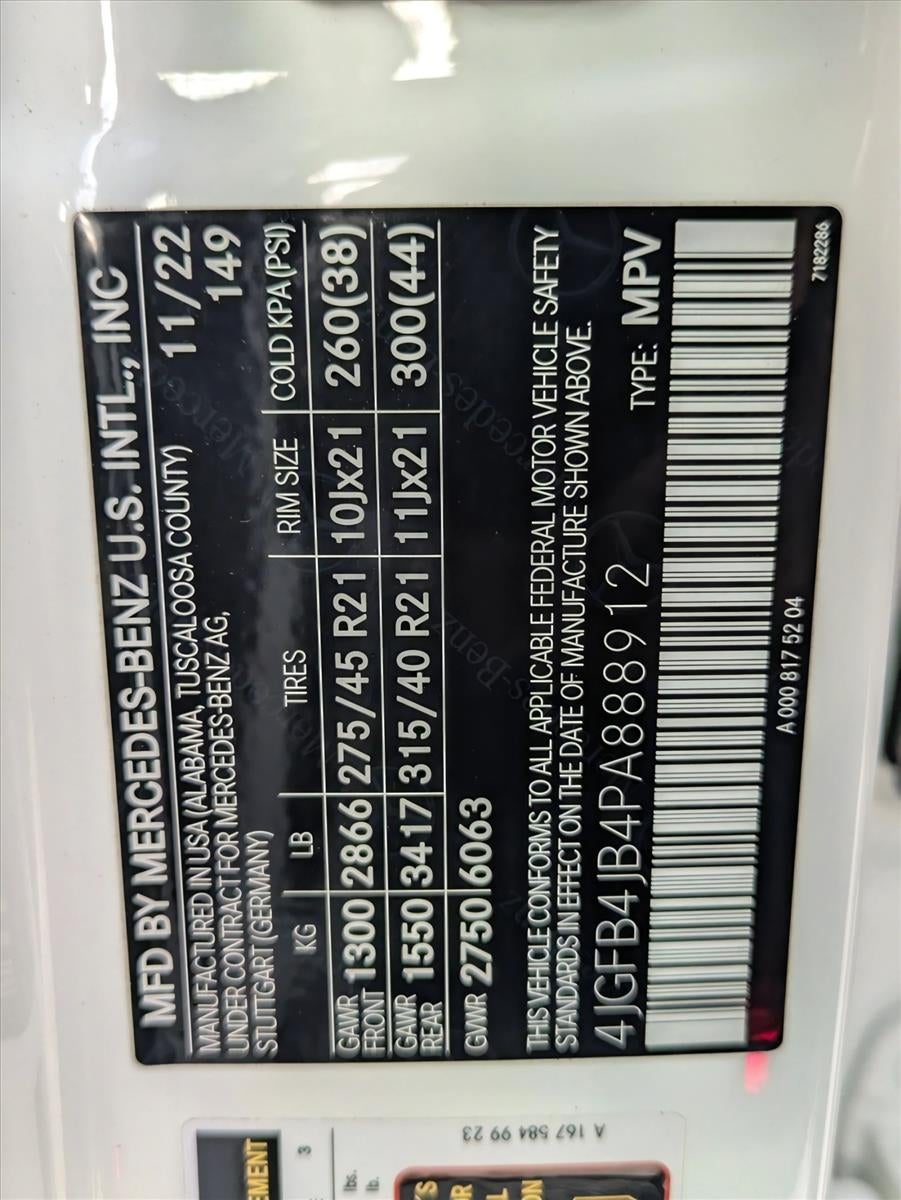 MFD BY MERCEDES-BENZ U.S. INTL., INC
MANUFACTURED IN USA (ALABAMA, TUSCALOOSA COUNTY) 11/22
UNDER CONTRACT FOR MERCEDES-BENZ AG, 149
STUTTGART (GERMANY)
KG LB TIRES RIM SIZE COLD KPA (PSI)
GAWR FRONT 1300 2866 275/45 R21 10Jx21 260(38)
GAWR REAR 1550 3417 315/40 R21 11Jx21 300(44)
GVWR 2750 6063
THIS VEHICLE CONFORMS TO ALL APPLICABLE FEDERAL MOTOR VEHICLE SAFETY
STANDARDS IN EFFECT ON THE DATE OF MANUFACTURE SHOWN ABOVE.
4JGFB4JB4PA888912 TYPE: MPV
A 000 817 52 04
7182286
A 167 584 99 23
3
lbs.
lb.